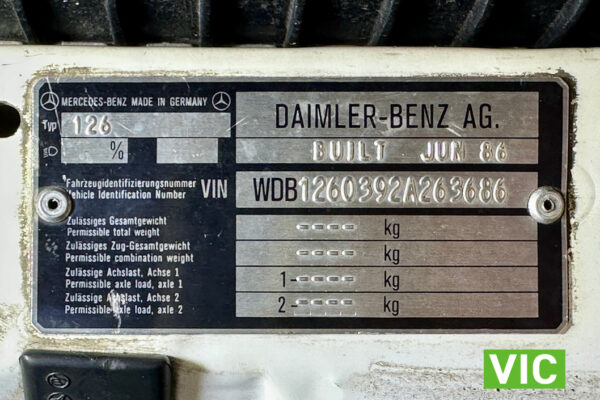 MERCEDES-BENZ MADE IN GERMANY
Typ 126
%
DAIMLER-BENZ AG.
BUILT JUN 86
Fahrzeugidentifizierungsnummer
Vehicle Identification Number
VIN WDB1260392A263686
Zulässiges Gesamtgewicht
Permissible total weight
---- kg
Zulässiges Zug-Gesamtgewicht
Permissible combination weight
---- kg
Zulässige Achslast, Achse 1
Permissible axle load, axle 1
1- ---- kg
Zulässige Achslast, Achse 2
Permissible axle load, axle 2
2- ---- kg
VIC